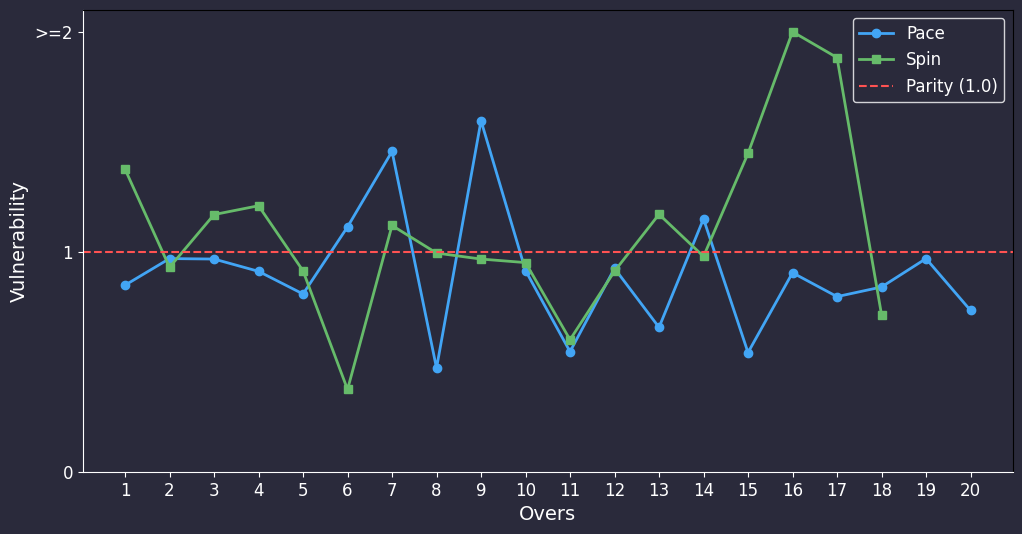 >=2
1
0
Vulnerability
1 2 3 4 5 6 7 8 9 10 11 12 13 14 15 16 17 18 19 20
Overs
Pace
Spin
Parity (1.0)